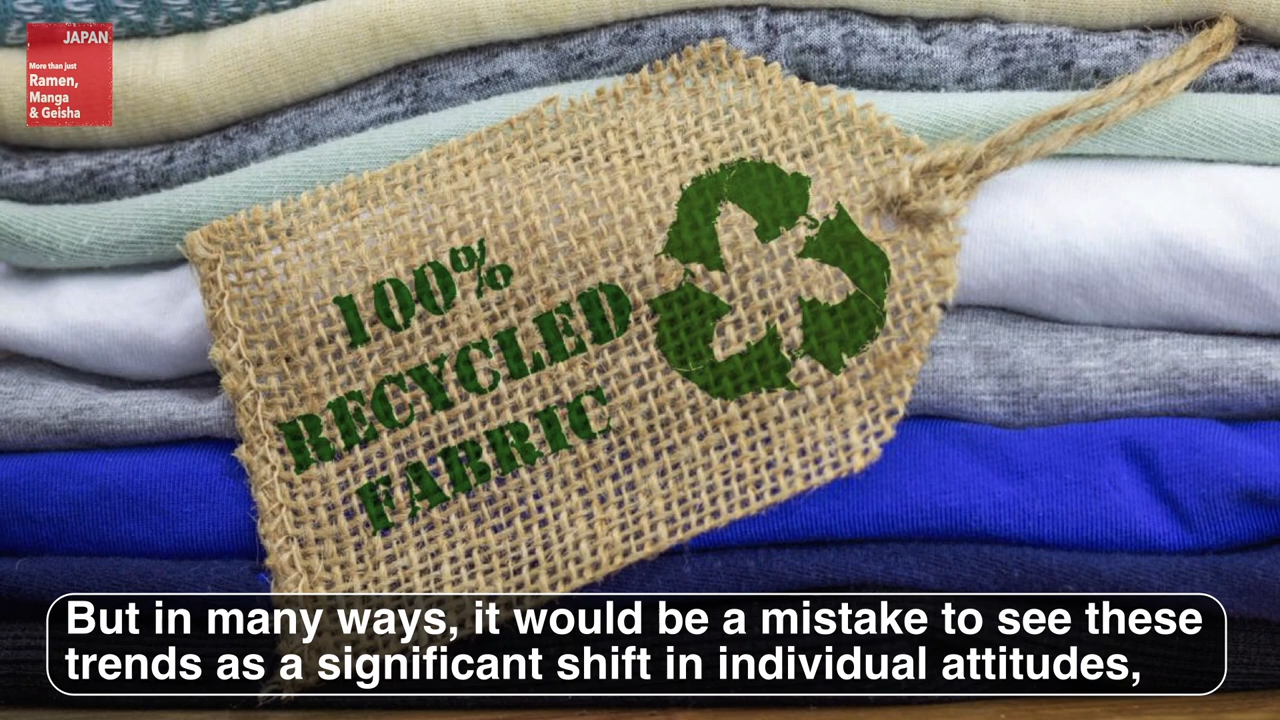 JAPAN
More than just
Ramen,
Manga
& Geisha
100%
RECYCLED
FABRIC
But in many ways, it would be a mistake to see these
trends as a significant shift in individual attitudes,